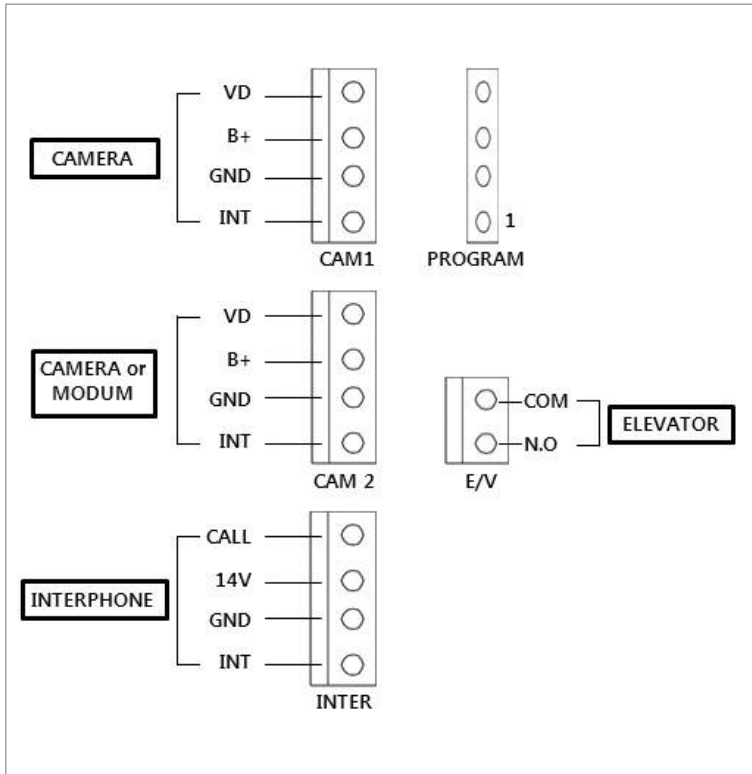 VD
B+
CAMERA
GND
INT
1
CAM1
PROGRAM
VD
B+
CAMERA or
MODUM
GND
INT
CAM 2
COM
ELEVATOR
N.O
E/V
CALL
14V
INTERPHONE
GND
INT
INTER